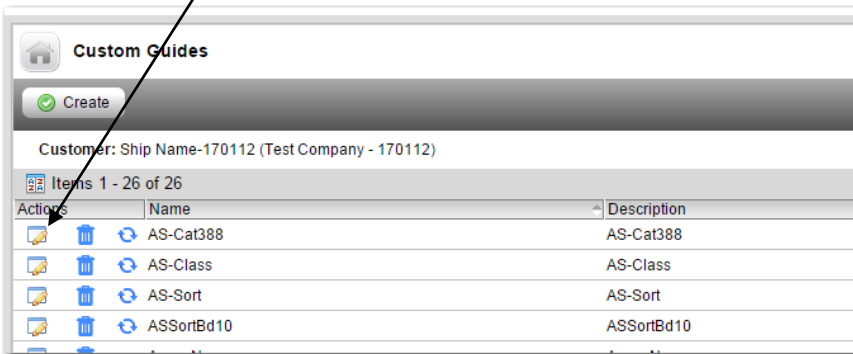 Custom Guides
Create
Customer: Ship Name-170112 (Test Company - 170112)
Items 1 - 26 of 26
Actions Name Description
AS-Cat388 AS-Cat388
AS-Class AS-Class
AS-Sort AS-Sort
ASSortBd10 ASSortBd10